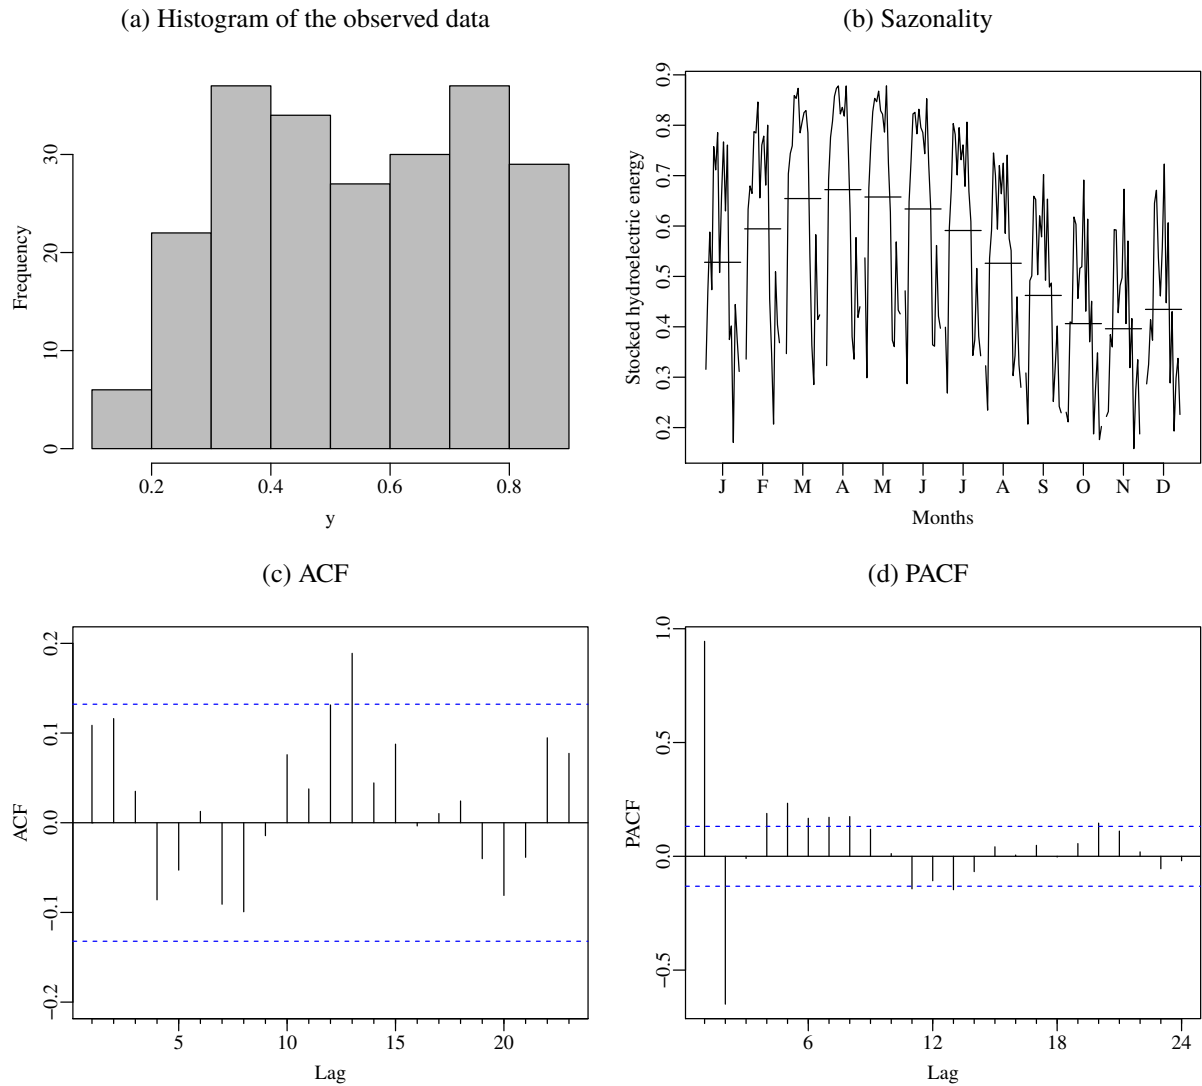 (a) Histogram of the observed data
Frequency
0 10 20 30
0.2 0.4 0.6 0.8
y
(b) Sazonality
Stocked hydroelectric energy
0.2 0.3 0.4 0.5 0.6 0.7 0.8 0.9
J F M A M J J A S O N D
Months
(c) ACF
ACF
−0.2 −0.1 0.0 0.1 0.2
5 10 15 20
Lag
(d) PACF
PACF
−0.5 0.0 0.5 1.0
6 12 18 24
Lag